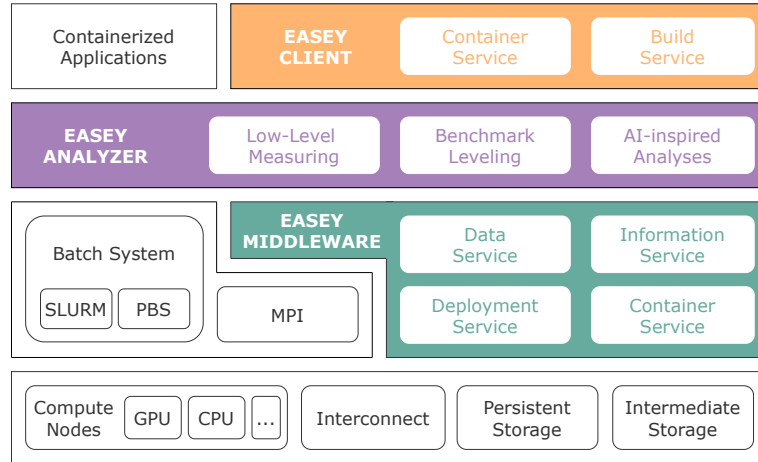 Containerized
Applications
EASEY
CLIENT
Container
Service
Build
Service
EASEY
ANALYZER
Low-Level
Measuring
Benchmark
Leveling
AI-inspired
Analyses
Batch System
SLURM
PBS
MPI
EASEY
MIDDLEWARE
Data
Service
Information
Service
Deployment
Service
Container
Service
Compute
Nodes
GPU
CPU
...
Interconnect
Persistent
Storage
Intermediate
Storage